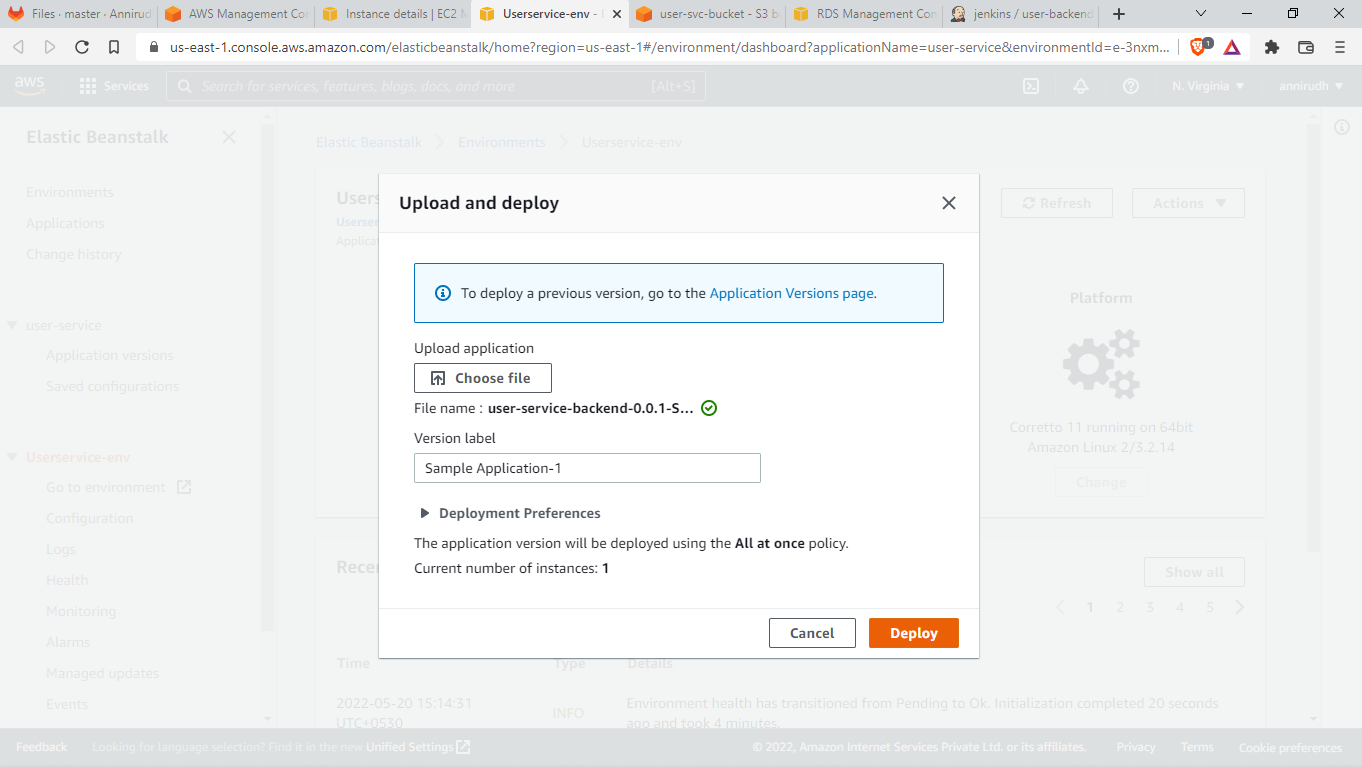 Files · master · Annirud
AWS Management Co
Instance details | EC2 M
Userservice-env -
user-svc-bucket - S3 b
RDS Management Con
jenkins / user-backend
us-east-1.console.aws.amazon.com/elasticbeanstalk/home?region=us-east-1#/environment/dashboard?applicationName=user-service&environmentId=e-3nxm...
1
aws
Services
Search for services, features, blogs, docs, and more
[Alt+S]
N. Virginia
annirudh
Elastic Beanstalk
Environments
Applications
Change history
user-service
Application versions
Saved configurations
Userservice-env
Go to environment
Configuration
Logs
Health
Monitoring
Alarms
Managed updates
Events
Elastic Beanstalk
Environments
Userservice-env
Users
Userser
Applicat
Refresh
Actions
Upload and deploy
To deploy a previous version, go to the Application Versions page.
Upload application
Choose file
File name : user-service-backend-0.0.1-S...
Version label
Sample Application-1
Deployment Preferences
The application version will be deployed using the All at once policy.
Current number of instances: 1
Cancel
Deploy
Platform
Corretto 11 running on 64bit
Amazon Linux 2/3.2.14
Change
Rece
Show all
1 2 3 4 5
Time
Type
Details
2022-05-20 15:14:31
UTC+0530
INFO
Environment health has transitioned from Pending to Ok. Initialization completed 20 seconds
ago and took 4 minutes.
Feedback
Looking for language selection? Find it in the new Unified Settings
© 2022, Amazon Internet Services Private Ltd. or its affiliates.
Privacy
Terms
Cookie preferences